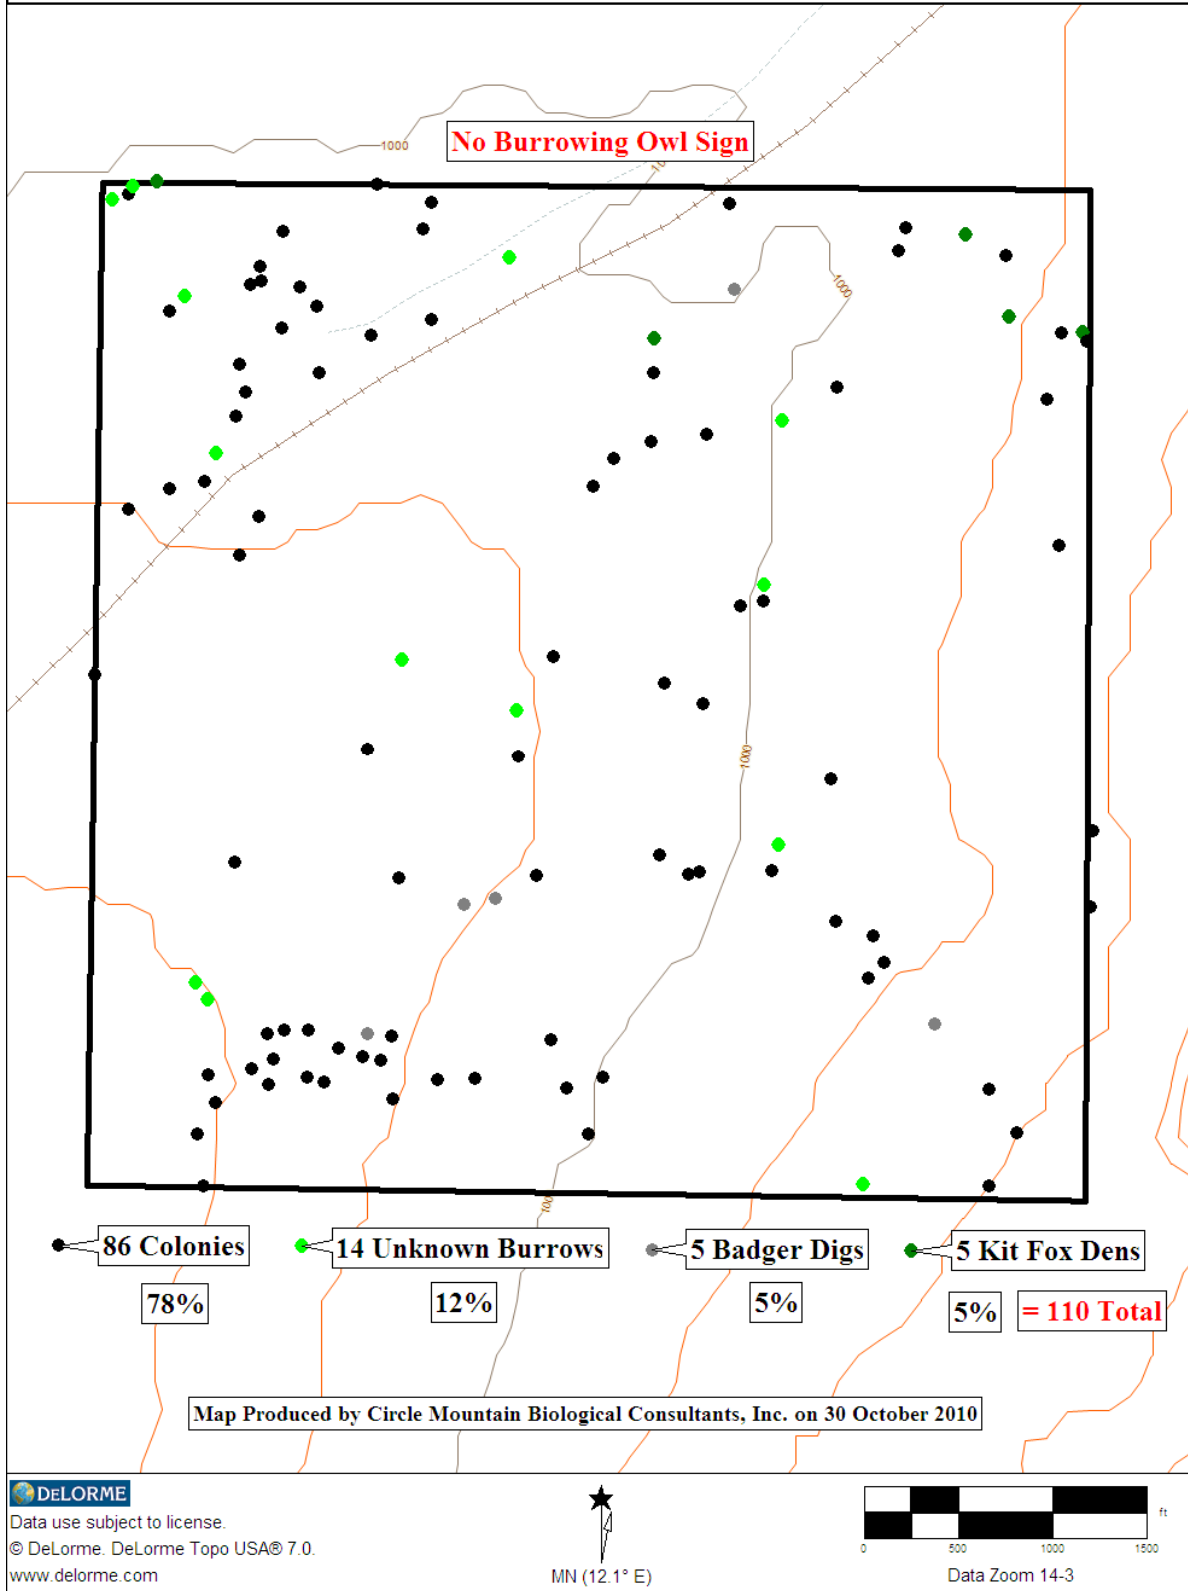 1000
No Burrowing Owl Sign
10
1000
1000
100
86 Colonies
14 Unknown Burrows
5 Badger Digs
5 Kit Fox Dens
78%
12%
5%
5%
= 110 Total
Map Produced by Circle Mountain Biological Consultants, Inc. on 30 October 2010
DELORME
Data use subject to license.
© DeLorme. DeLorme Topo USA® 7.0.
www.delorme.com
MN (12.1° E)
ft
0 500 1000 1500
Data Zoom 14-3